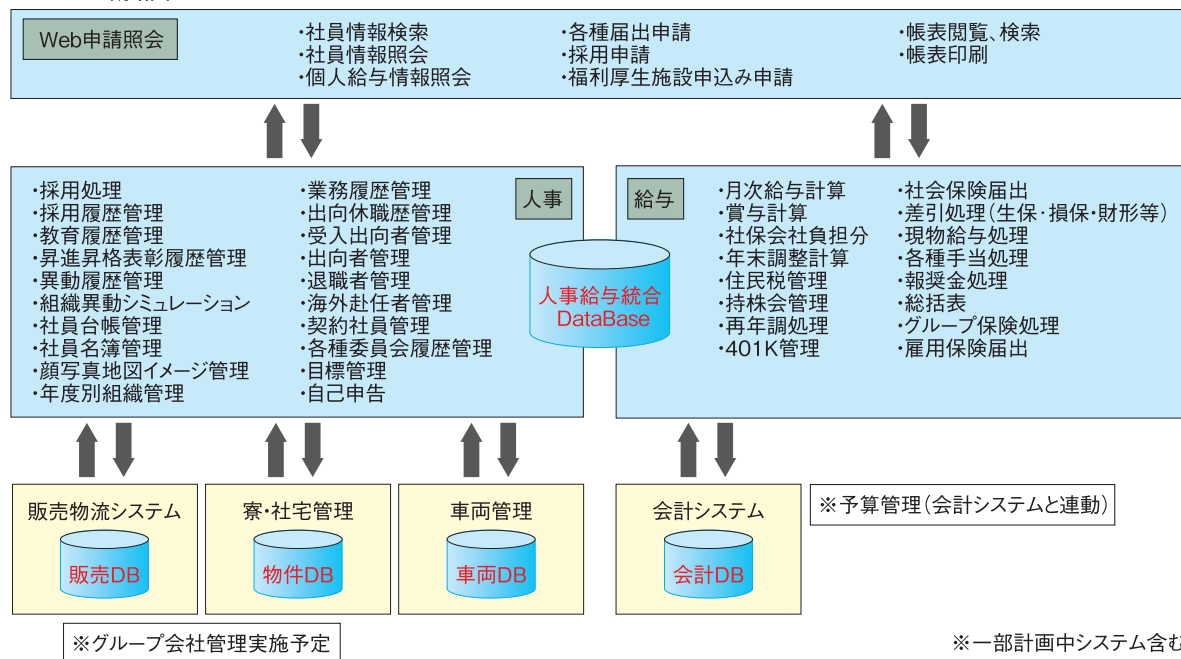 Web申請照会
・社員情報検索
・社員情報照会
・個人給与情報照会
・各種届出申請
・採用申請
・福利厚生施設申込み申請
・帳表閲覧、検索
・帳表印刷
・採用処理
・採用履歴管理
・教育履歴管理
・昇進昇格表彰履歴管理
・異動履歴管理
・組織異動シミュレーション
・社員台帳管理
・社員名簿管理
・顔写真地図イメージ管理
・年度別組織管理
・業務履歴管理
・出向休職歴管理
・受入出向者管理
・出向者管理
・退職者管理
・海外赴任者管理
・契約社員管理
・各種委員会履歴管理
・目標管理
・自己申告
人事
人事給与統合
DataBase
給与
・月次給与計算
・賞与計算
・社保会社負担分
・年末調整計算
・住民税管理
・持株会管理
・再年調処理
・401K管理
・社会保険届出
・差引処理(生保・損保・財形等)
・現物給与処理
・各種手当処理
・報奨金処理
・総括表
・グループ保険処理
・雇用保険届出
販売物流システム
販売DB
寮・社宅管理
物件DB
車両管理
車両DB
会計システム
会計DB
※予算管理(会計システムと連動)
※グループ会社管理実施予定
※一部計画中システム含む